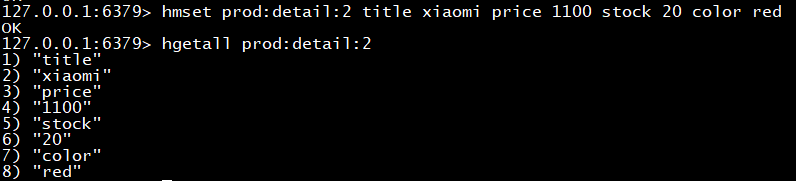 127.0.0.1:6379> hmset prod:detail:2 title xiaomi price 1100 stock 20 color red
OK
127.0.0.1:6379> hgetall prod:detail:2
1) "title"
2) "xiaomi"
3) "price"
4) "1100"
5) "stock"
6) "20"
7) "color"
8) "red"